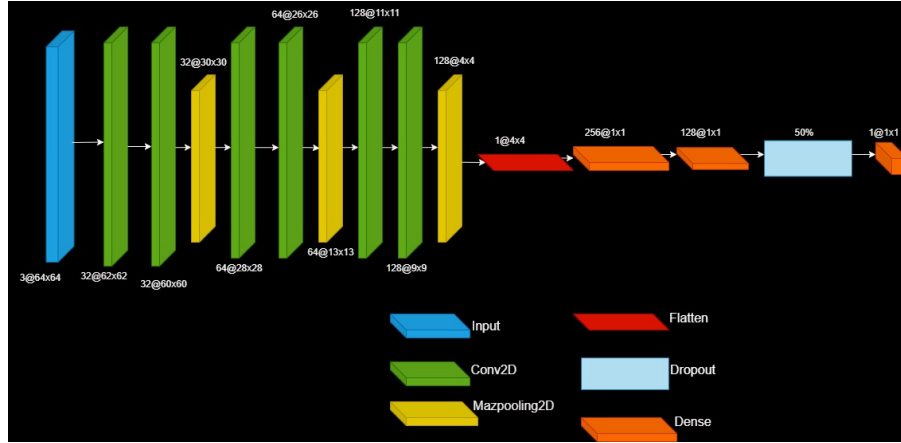 64@26x26
128@11x11
32@30x30
128@4x4
1@4x4
256@1x1
128@1x1
50%
1@1x1
3@64x64
32@62x62
32@60x60
64@28x28
64@13x13
128@9x9
Input
Flatten
Conv2D
Dropout
Mazpooling2D
Dense